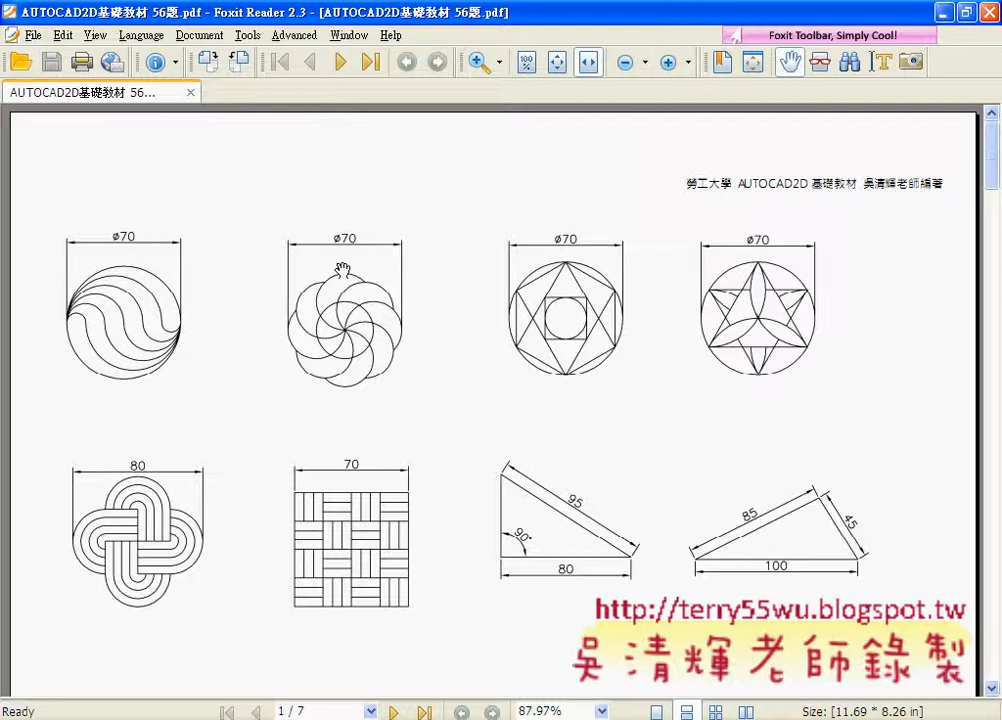 AUTOCAD2D基礎教材 56題.pdf - Foxit Reader 2.3 - [AUTOCAD2D基礎教材 56題.pdf]
File Edit View Language Document Tools Advanced Window Help
Foxit Toolbar, Simply Cool!
AUTOCAD2D基礎教材 56...
勞工大學 AUTOCAD2D 基礎教材 吳清輝老師編著
ø70 ø70 ø70 ø70
80 70 95 90° 80 85 45 100
http://terry55wu.blogspot.tw
吳清輝老師錄製
Ready 1 / 7 87.97% Size: [11.69 * 8.26 in]